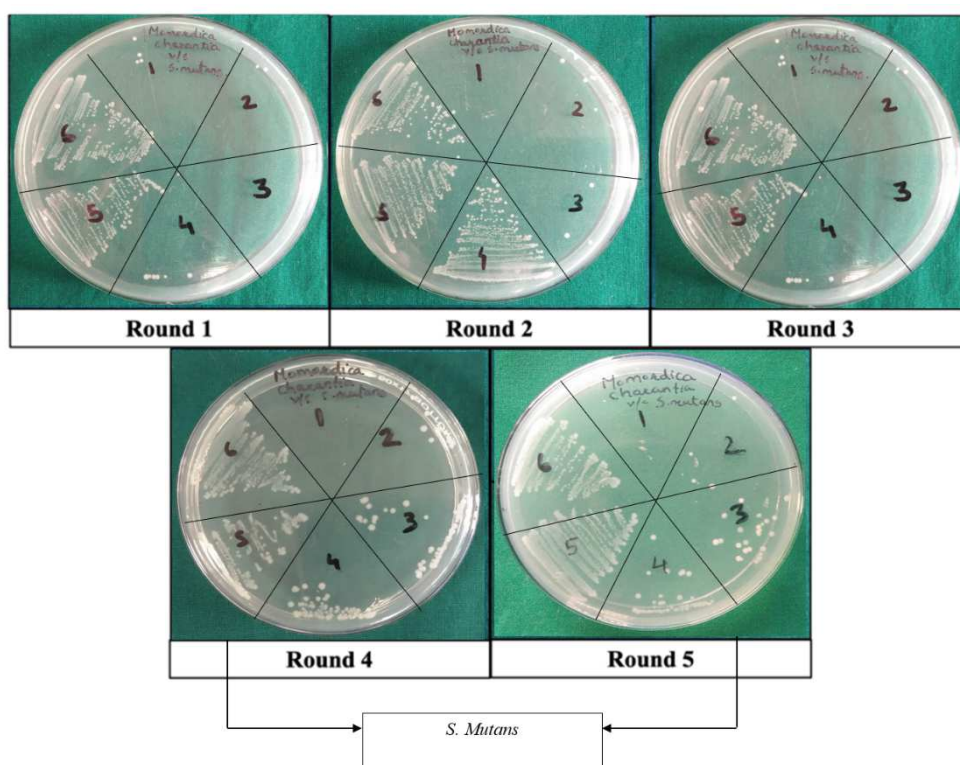 Momordica
charantia
v/s
S.mutans.
1
2
3
4
5
6
Round 1
Momordica
charantia
v/s S.mutans
1
2
3
4
5
6
Round 2
Momordica
charantia
v/s
S.mutans.
1
2
3
4
5
6
Round 3
Momordica
charantia
v/s S.mutans
1
2
3
4
5
6
Round 4
Momordica
charantia
v/s S.mutans
1
2
3
4
5
6
Round 5
S. Mutans